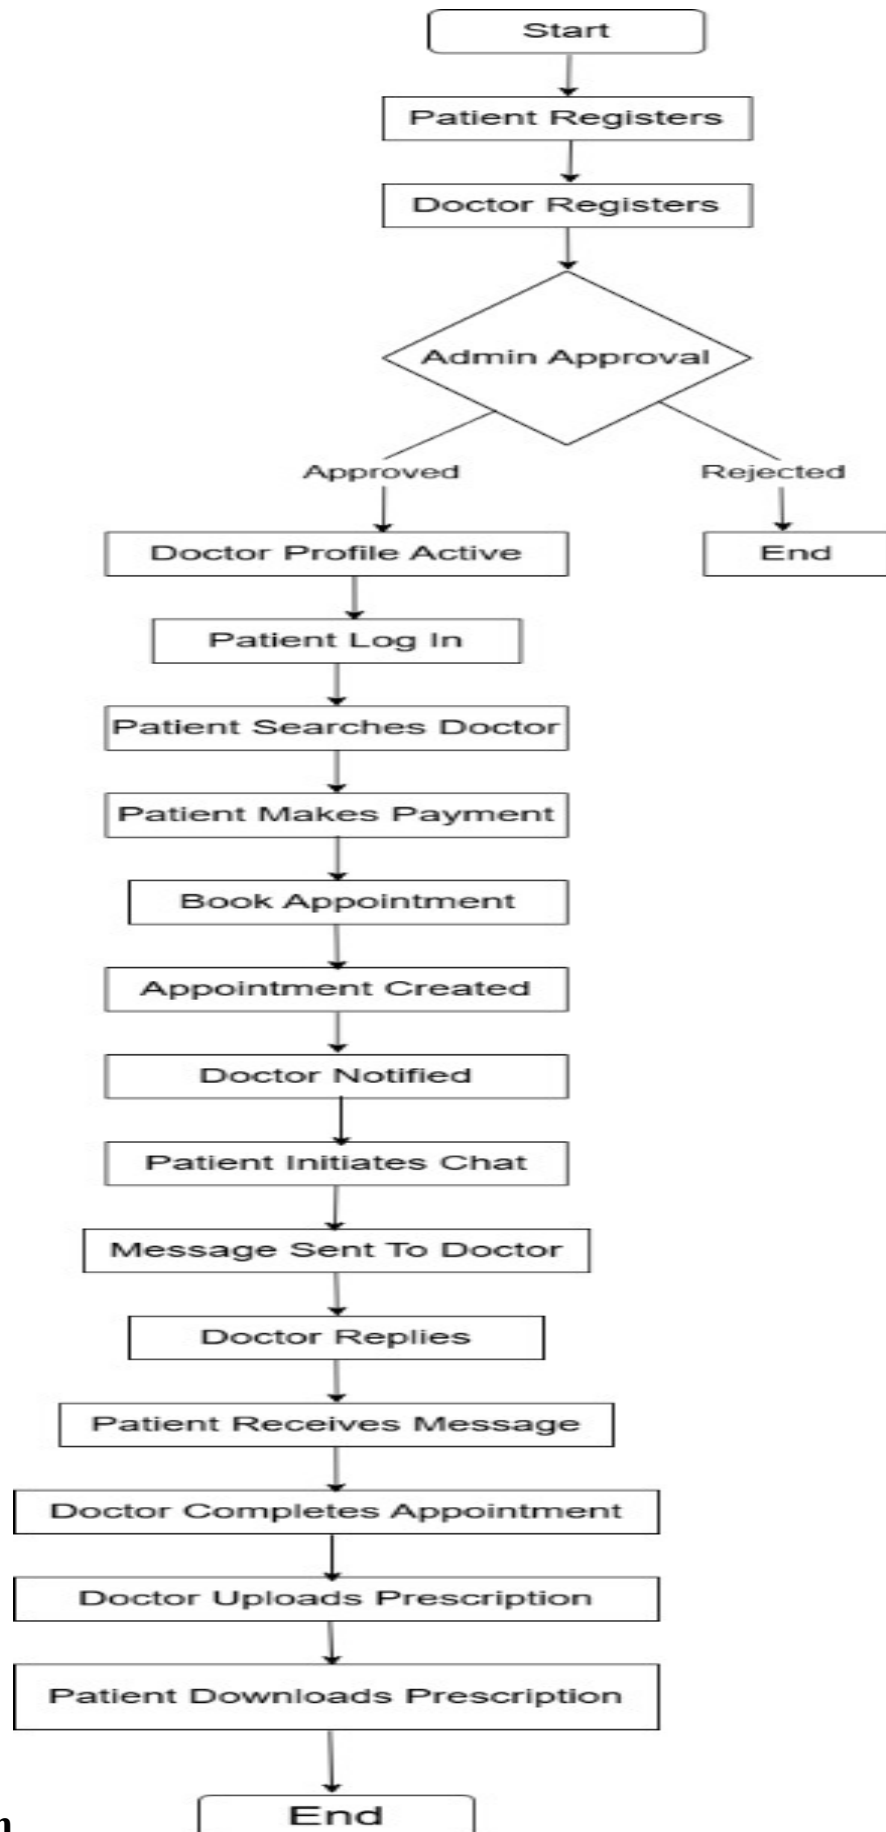 Start
Patient Registers
Doctor Registers
Admin Approval
Approved
Rejected
Doctor Profile Active
End
Patient Log In
Patient Searches Doctor
Patient Makes Payment
Book Appointment
Appointment Created
Doctor Notified
Patient Initiates Chat
Message Sent To Doctor
Doctor Replies
Patient Receives Message
Doctor Completes Appointment
Doctor Uploads Prescription
Patient Downloads Prescription
End